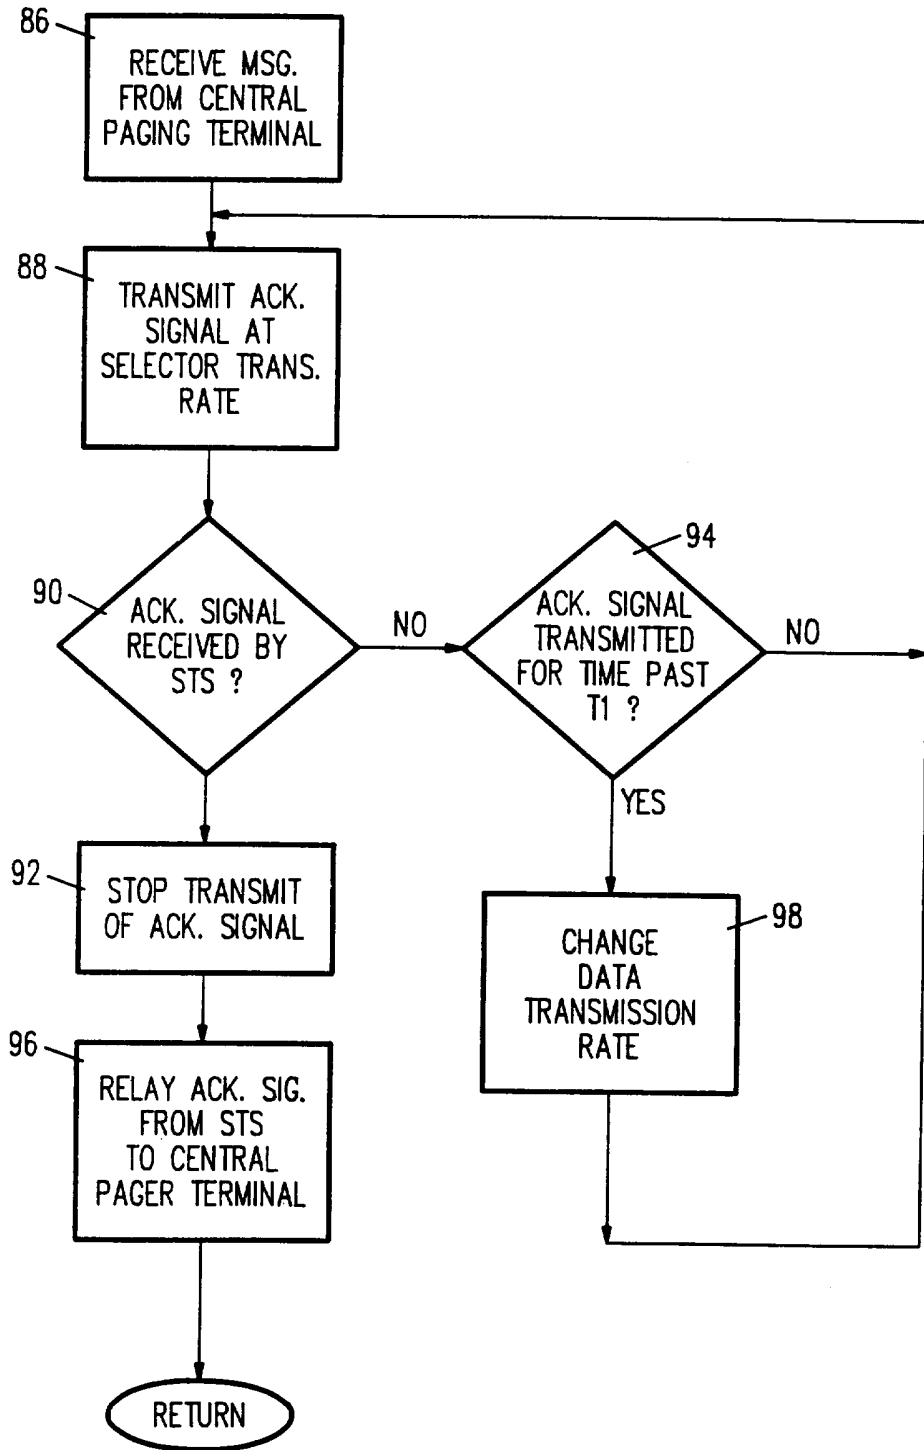 86
RECEIVE MSG.
FROM CENTRAL
PAGING TERMINAL
88
TRANSMIT ACK.
SIGNAL AT
SELECTOR TRANS.
RATE
90
ACK. SIGNAL
RECEIVED BY
STS ?
NO
94
ACK. SIGNAL
TRANSMITTED
FOR TIME PAST
T1 ?
NO
YES
92
STOP TRANSMIT
OF ACK. SIGNAL
98
CHANGE
DATA
TRANSMISSION
RATE
96
RELAY ACK. SIG.
FROM STS
TO CENTRAL
PAGER TERMINAL
RETURN